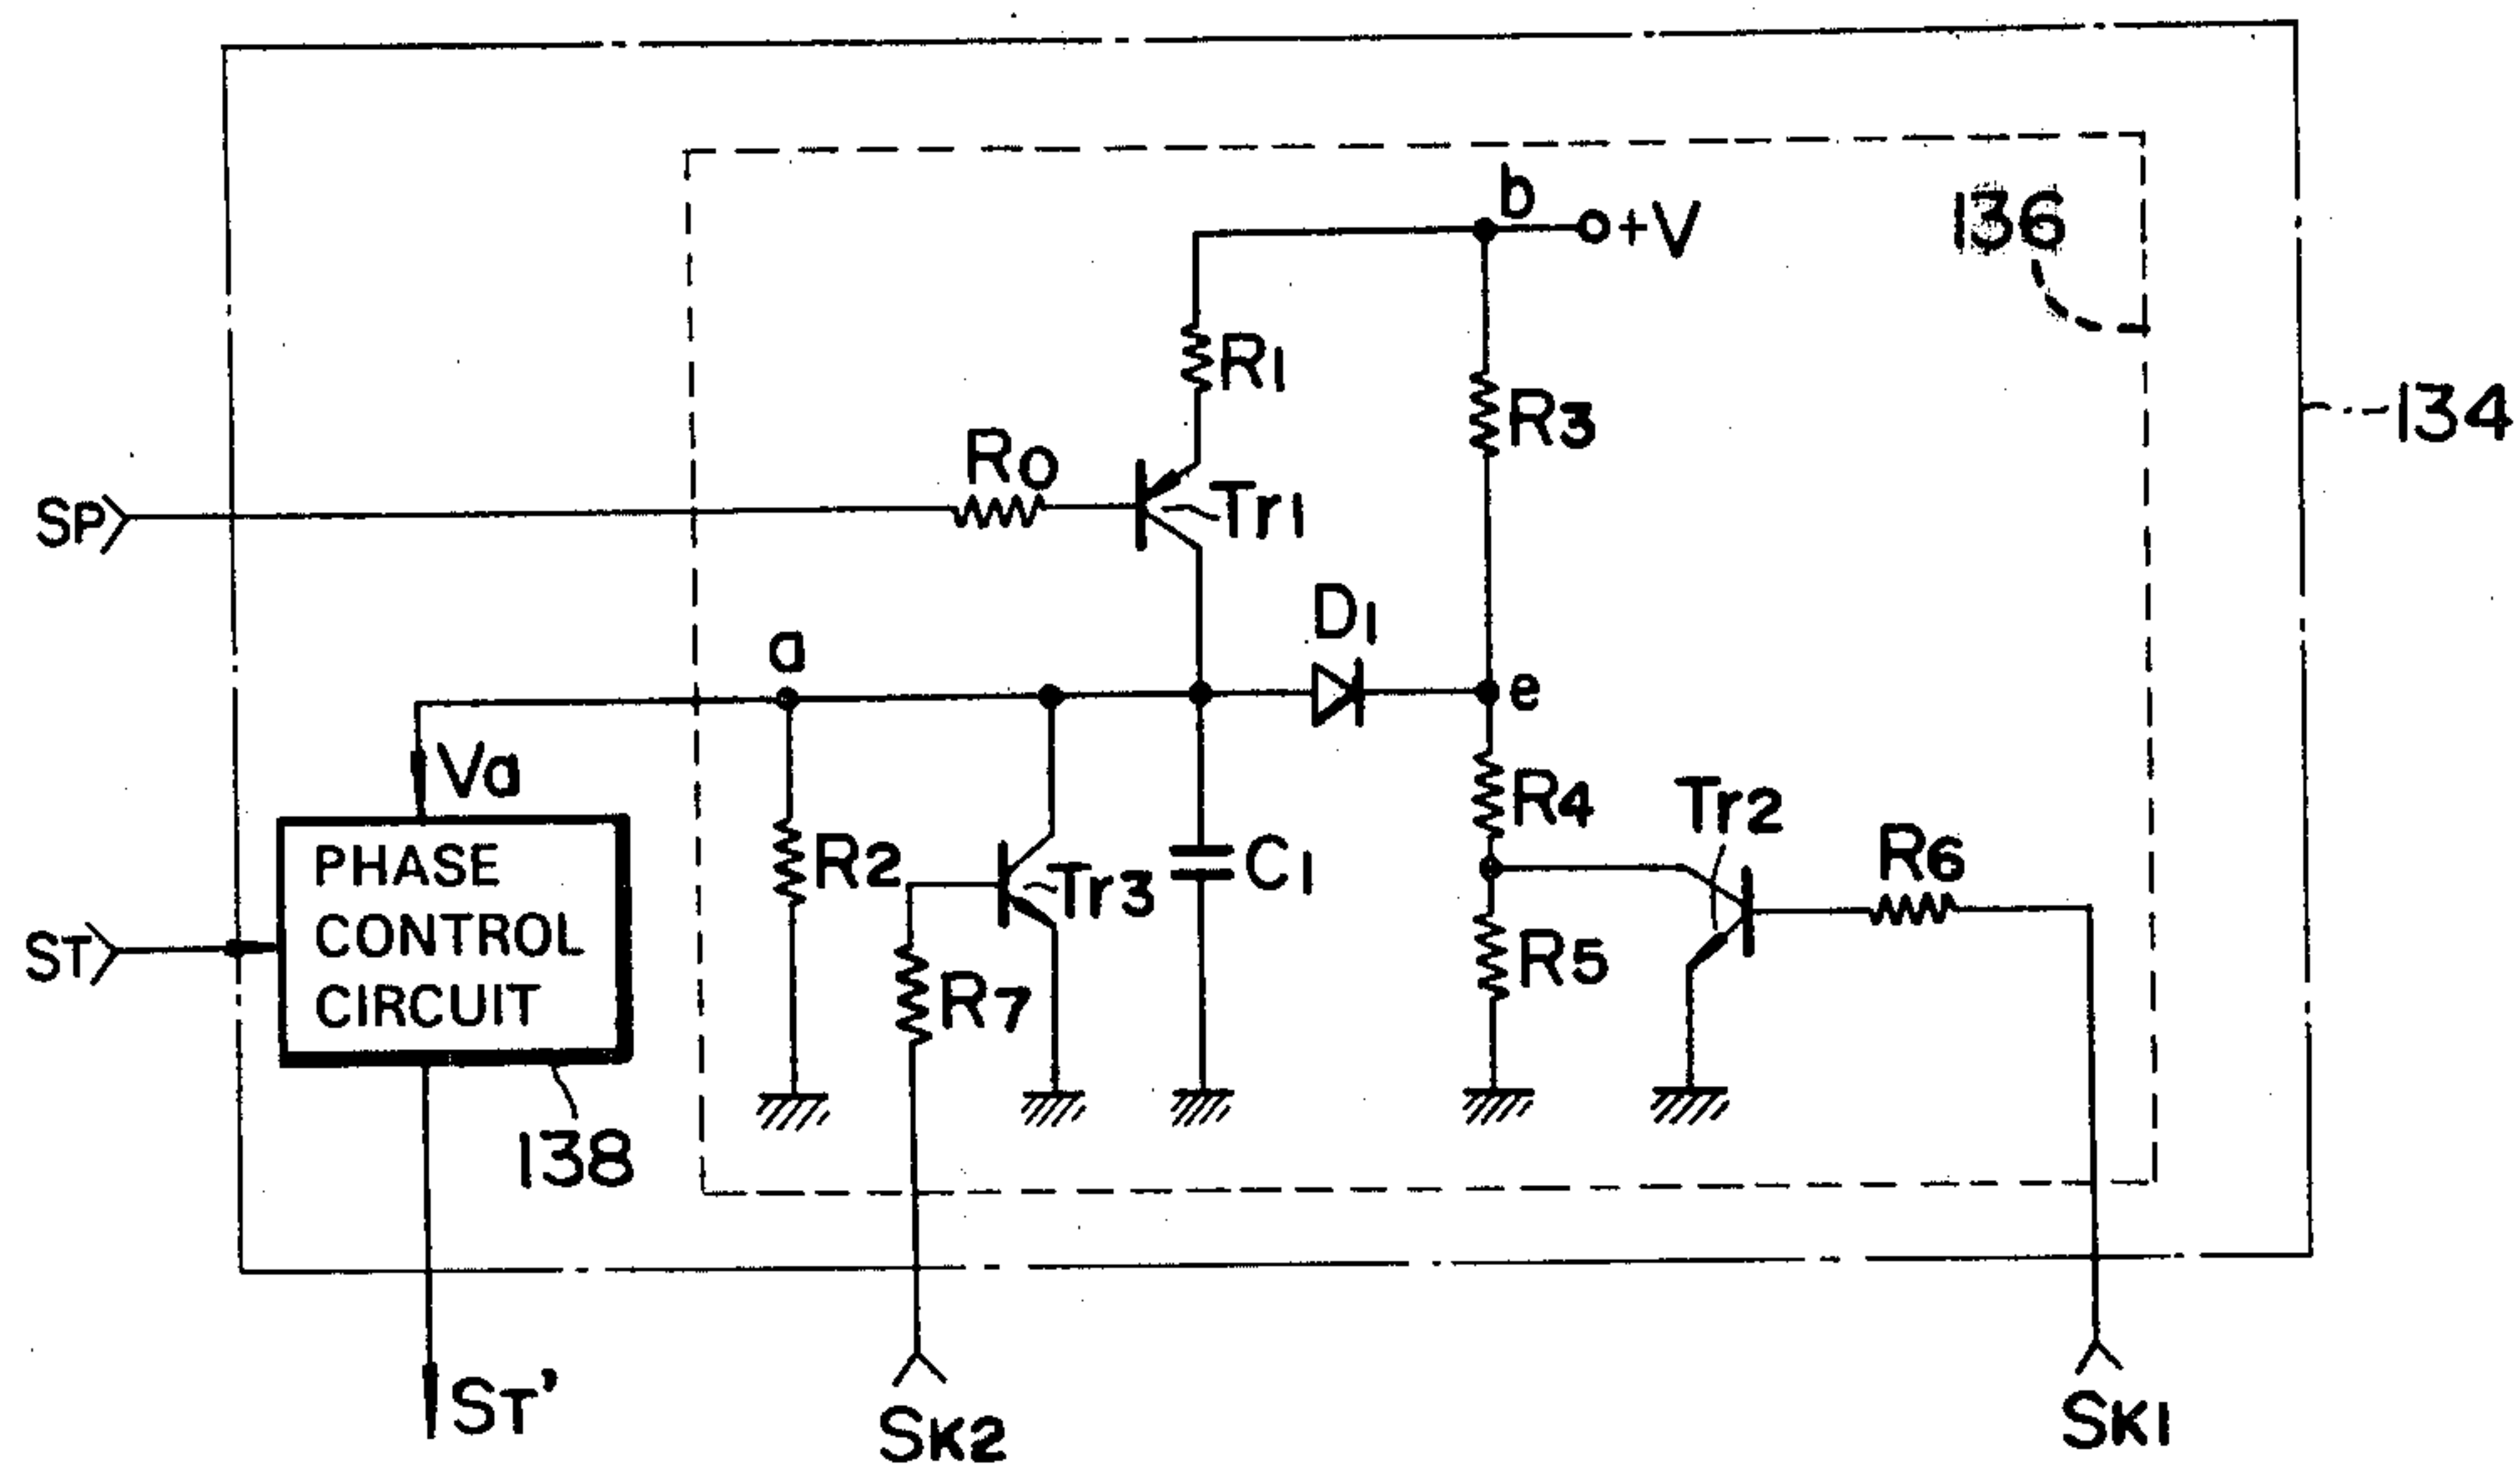 b
+V
136
R1
R3
134
Ro
SP
Tr1
D1
a
e
Va
R4
Tr2
PHASE
CONTROL
CIRCUIT
R2
Tr3
C1
R6
ST
R5
R7
138
ST'
SK2
SK1